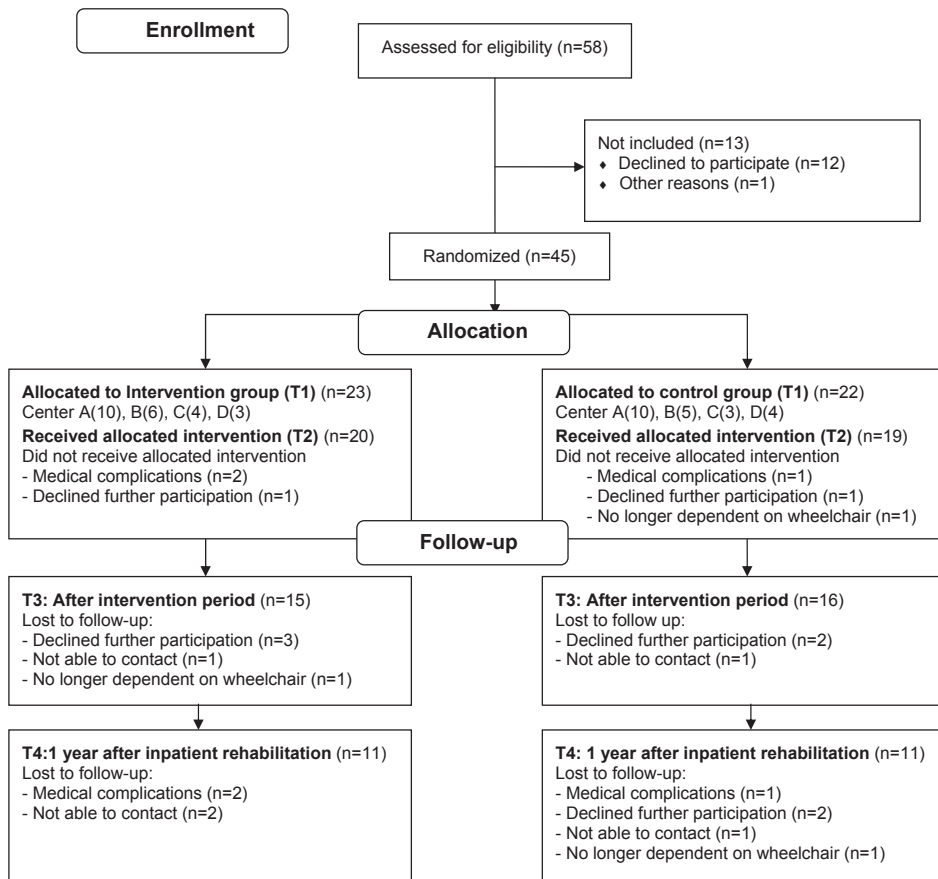 Enrollment
Assessed for eligibility (n=58)
Not included (n=13)
♦ Declined to participate (n=12)
♦ Other reasons (n=1)
Randomized (n=45)
Allocation
Allocated to Intervention group (T1) (n=23)
Center A(10), B(6), C(4), D(3)
Received allocated intervention (T2) (n=20)
Did not receive allocated intervention
- Medical complications (n=2)
- Declined further participation (n=1)
Allocated to control group (T1) (n=22)
Center A(10), B(5), C(3), D(4)
Received allocated intervention (T2) (n=19)
Did not receive allocated intervention
- Medical complications (n=1)
- Declined further participation (n=1)
- No longer dependent on wheelchair (n=1)
Follow-up
T3: After intervention period (n=15)
Lost to follow-up:
- Declined further participation (n=3)
- Not able to contact (n=1)
- No longer dependent on wheelchair (n=1)
T3: After intervention period (n=16)
Lost to follow up:
- Declined further participation (n=2)
- Not able to contact (n=1)
T4:1 year after inpatient rehabilitation (n=11)
Lost to follow-up:
- Medical complications (n=2)
- Not able to contact (n=2)
T4: 1 year after inpatient rehabilitation (n=11)
Lost to follow-up:
- Medical complications (n=1)
- Declined further participation (n=2)
- Not able to contact (n=1)
- No longer dependent on wheelchair (n=1)